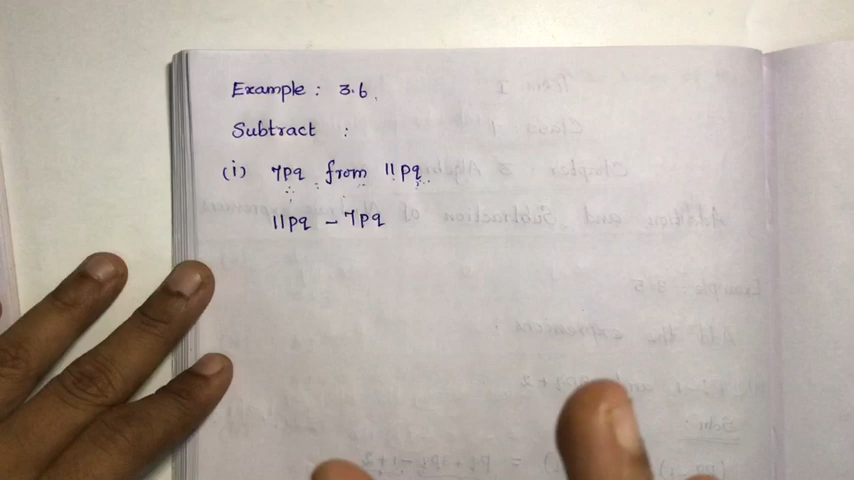 Example : 3.6.
Subtract :
(i) 7pq from 11pq
11pq - 7pq